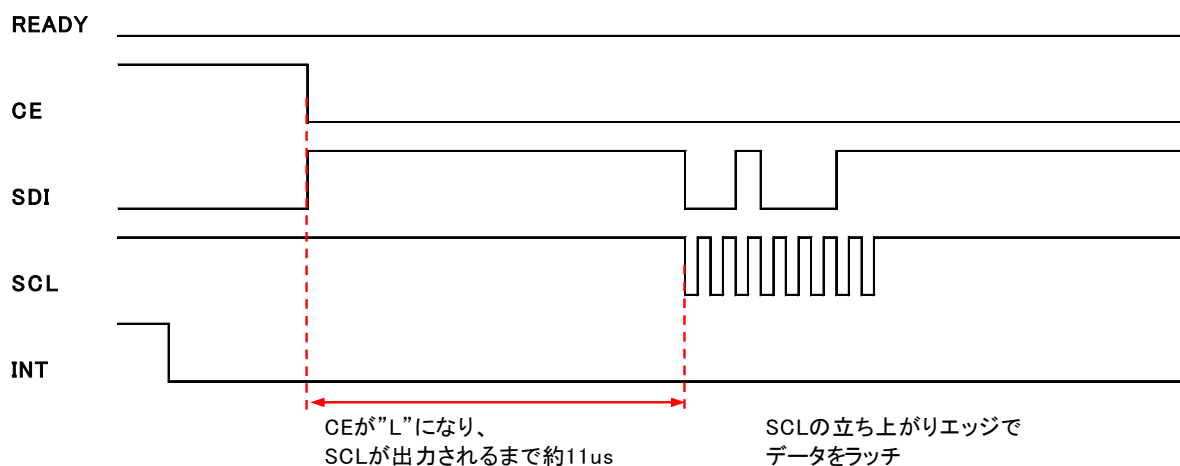 READY
CE
SDI
SCL
INT
CEが”L”になり、
SCLが出力されるまで約11us
SCLの立ち上がりエッジで
データをラッチ